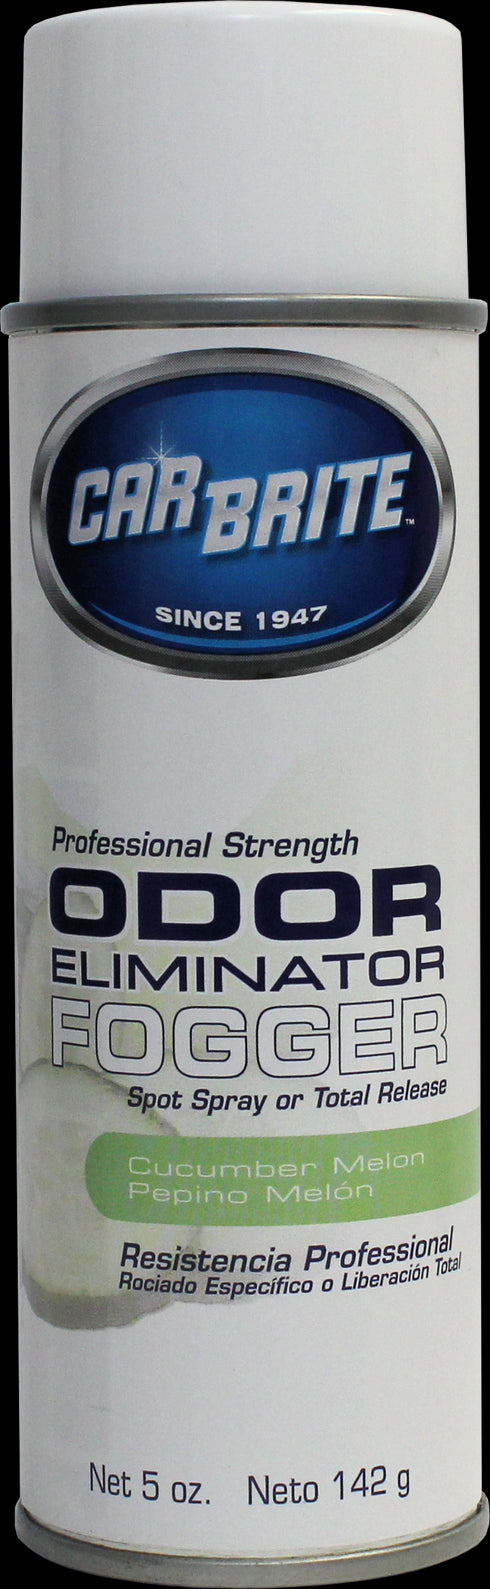 CAR BRITE™
SINCE 1947
Professional Strength
ODOR
ELIMINATOR
FOGGER
Spot Spray or Total Release
Cucumber Melon
Pepino Melón
Resistencia Professional
Rociado Específico o Liberación Total
Net 5 oz. Neto 142 g